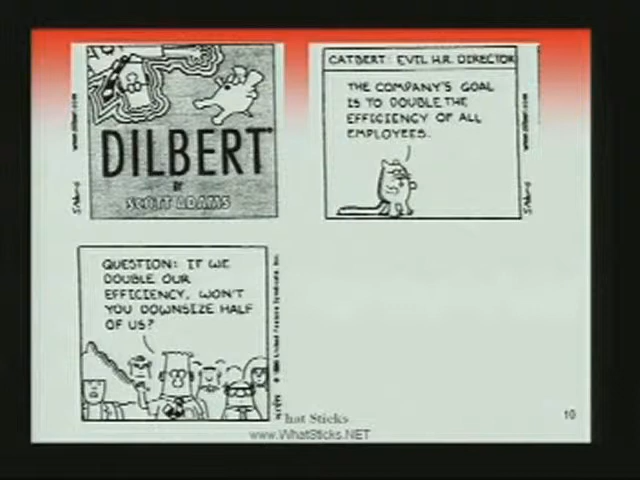 DILBERT
BY
SCOTT ADAMS
CATBERT: EVIL H.R. DIRECTOR
THE COMPANY'S GOAL
IS TO DOUBLE THE
EFFICIENCY OF ALL
EMPLOYEES.
QUESTION: IF WE
DOUBLE OUR
EFFICIENCY, WON'T
YOU DOWNSIZE HALF
OF US?
hat Sticks
www.WhatSticks.NET
10